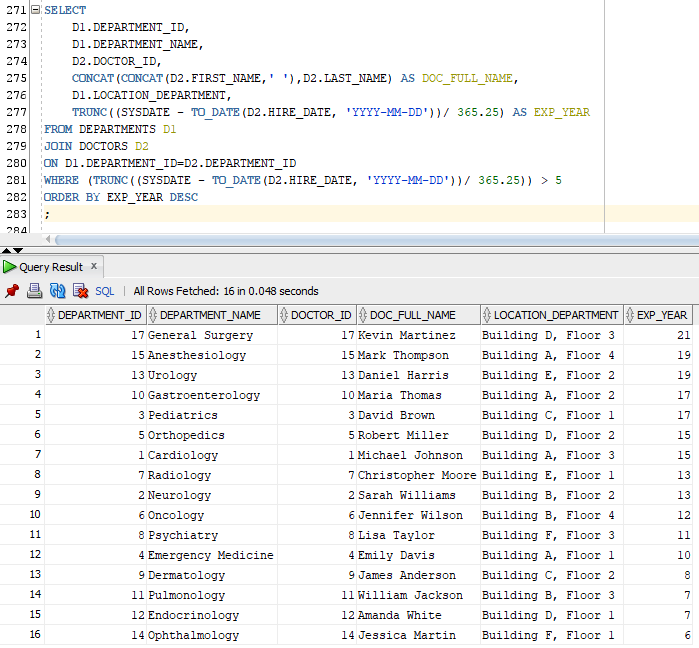 271 SELECT
272 D1.DEPARTMENT_ID,
273 D1.DEPARTMENT_NAME,
274 D2.DOCTOR_ID,
275 CONCAT(CONCAT(D2.FIRST_NAME,' '),D2.LAST_NAME) AS DOC_FULL_NAME,
276 D1.LOCATION_DEPARTMENT,
277 TRUNC((SYSDATE - TO_DATE(D2.HIRE_DATE, 'YYYY-MM-DD'))/ 365.25) AS EXP_YEAR
278 FROM DEPARTMENTS D1
279 JOIN DOCTORS D2
280 ON D1.DEPARTMENT_ID=D2.DEPARTMENT_ID
281 WHERE (TRUNC((SYSDATE - TO_DATE(D2.HIRE_DATE, 'YYYY-MM-DD'))/ 365.25)) > 5
282 ORDER BY EXP_YEAR DESC
283 ;
284
Query Result x
SQL | All Rows Fetched: 16 in 0.048 seconds
DEPARTMENT_ID DEPARTMENT_NAME DOCTOR_ID DOC_FULL_NAME LOCATION_DEPARTMENT EXP_YEAR
1 17 General Surgery 17 Kevin Martinez Building D, Floor 3 21
2 15 Anesthesiology 15 Mark Thompson Building A, Floor 4 19
3 13 Urology 13 Daniel Harris Building E, Floor 2 19
4 10 Gastroenterology 10 Maria Thomas Building A, Floor 2 17
5 3 Pediatrics 3 David Brown Building C, Floor 1 17
6 5 Orthopedics 5 Robert Miller Building D, Floor 2 15
7 1 Cardiology 1 Michael Johnson Building A, Floor 3 15
8 7 Radiology 7 Christopher Moore Building E, Floor 1 13
9 2 Neurology 2 Sarah Williams Building B, Floor 2 13
10 6 Oncology 6 Jennifer Wilson Building B, Floor 4 12
11 8 Psychiatry 8 Lisa Taylor Building F, Floor 3 11
12 4 Emergency Medicine 4 Emily Davis Building A, Floor 1 10
13 9 Dermatology 9 James Anderson Building C, Floor 2 8
14 11 Pulmonology 11 William Jackson Building B, Floor 3 7
15 12 Endocrinology 12 Amanda White Building D, Floor 1 7
16 14 Ophthalmology 14 Jessica Martin Building F, Floor 1 6